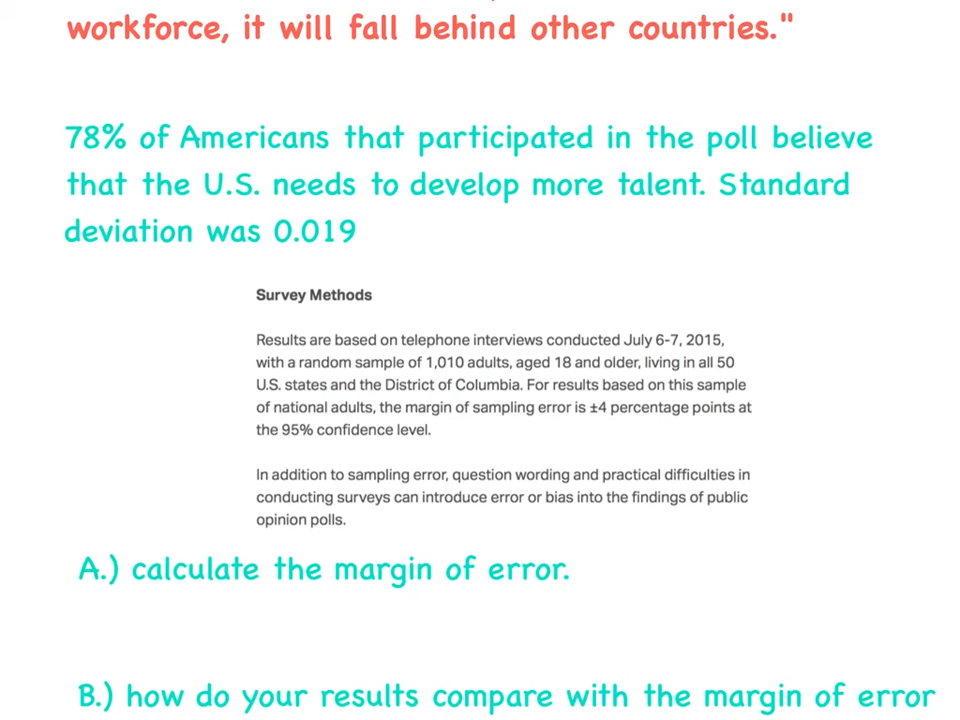 workforce, it will fall behind other countries."
78% of Americans that participated in the poll believe
that the U.S. needs to develop more talent. Standard
deviation was 0.019
Survey Methods
Results are based on telephone interviews conducted July 6-7, 2015,
with a random sample of 1,010 adults, aged 18 and older, living in all 50
U.S. states and the District of Columbia. For results based on this sample
of national adults, the margin of sampling error is ±4 percentage points at
the 95% confidence level.
In addition to sampling error, question wording and practical difficulties in
conducting surveys can introduce error or bias into the findings of public
opinion polls.
A.) calculate the margin of error.
B.) how do your results compare with the margin of error